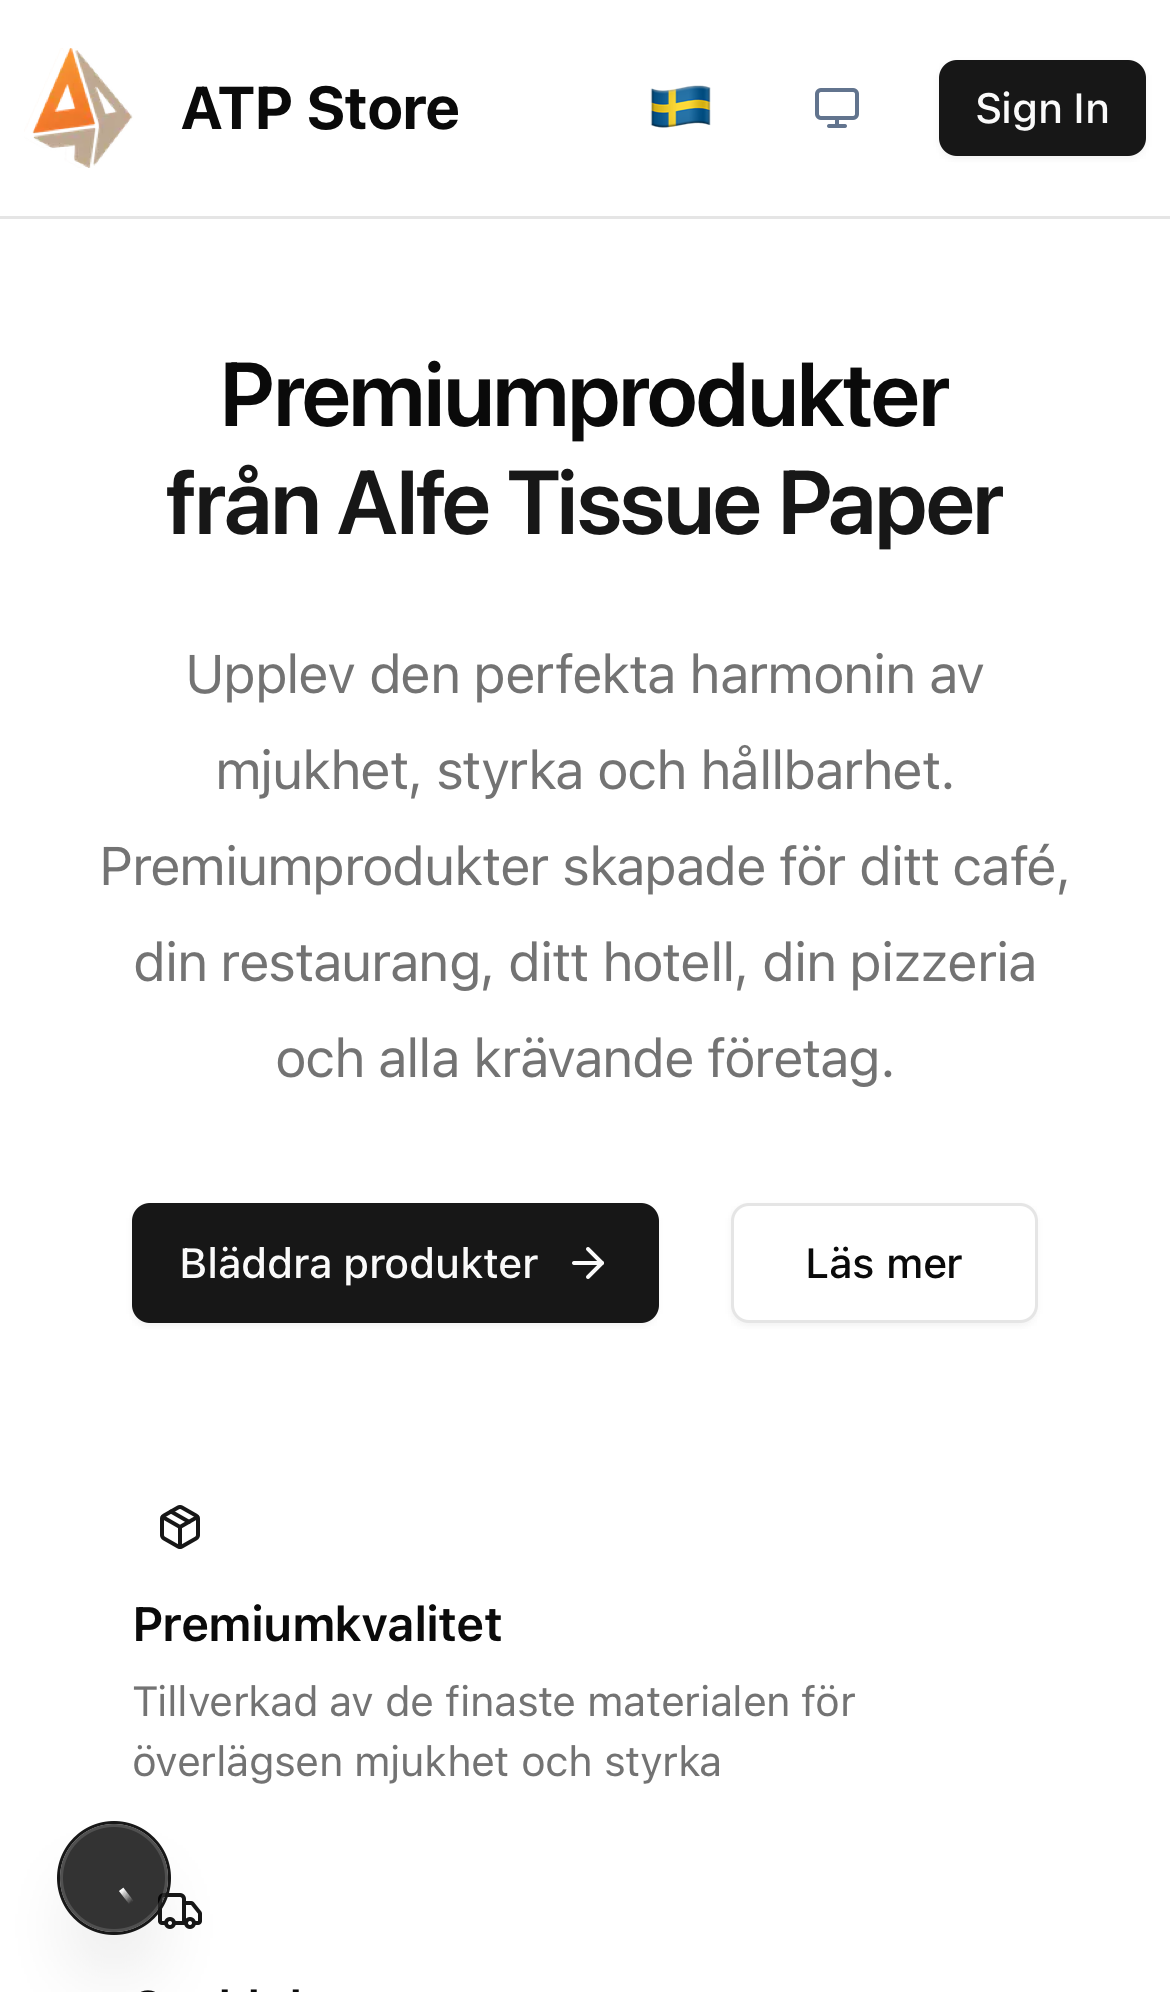 ATP Store
Sign In
Premiumprodukter
från Alfe Tissue Paper
Upplev den perfekta harmonin av
mjukhet, styrka och hållbarhet.
Premiumprodukter skapade för ditt café,
din restaurang, ditt hotell, din pizzeria
och alla krävande företag.
Bläddra produkter
Läs mer
Premiumkvalitet
Tillverkad av de finaste materialen för
överlägsen mjukhet och styrka